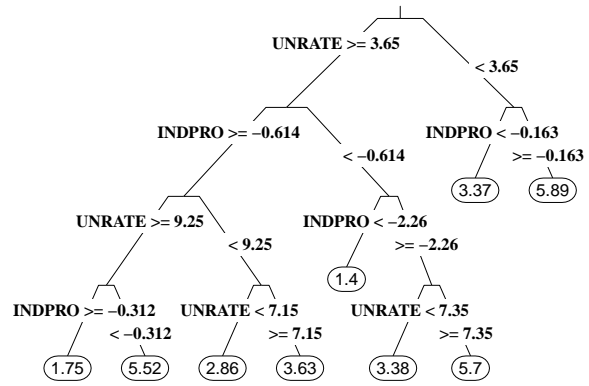 UNRATE >= 3.65
< 3.65
INDPRO >= −0.614
INDPRO < −0.163
< −0.614
>= −0.163
3.37
5.89
UNRATE >= 9.25
INDPRO < −2.26
< 9.25
>= −2.26
1.4
INDPRO >= −0.312
UNRATE < 7.15
UNRATE < 7.35
< −0.312
>= 7.15
>= 7.35
1.75
5.52
2.86
3.63
3.38
5.7